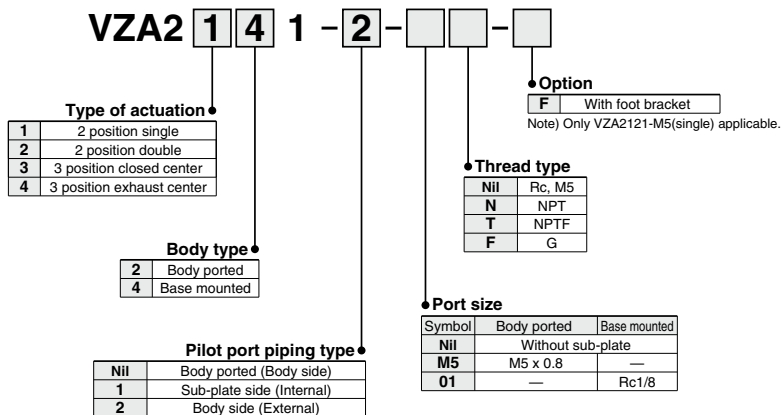 VZA2 1 4 1 - 2 - -
Option
F With foot bracket
Note) Only VZA2121-M5(single) applicable.
Type of actuation
1 2 position single
2 2 position double
3 3 position closed center
4 3 position exhaust center
Thread type
Nil Rc, M5
N NPT
T NPTF
F G
Body type
2 Body ported
4 Base mounted
Port size
Symbol Body ported Base mounted
Nil Without sub-plate
M5 M5 x 0.8 —
01 — Rc1/8
Pilot port piping type
Nil Body ported (Body side)
1 Sub-plate side (Internal)
2 Body side (External)